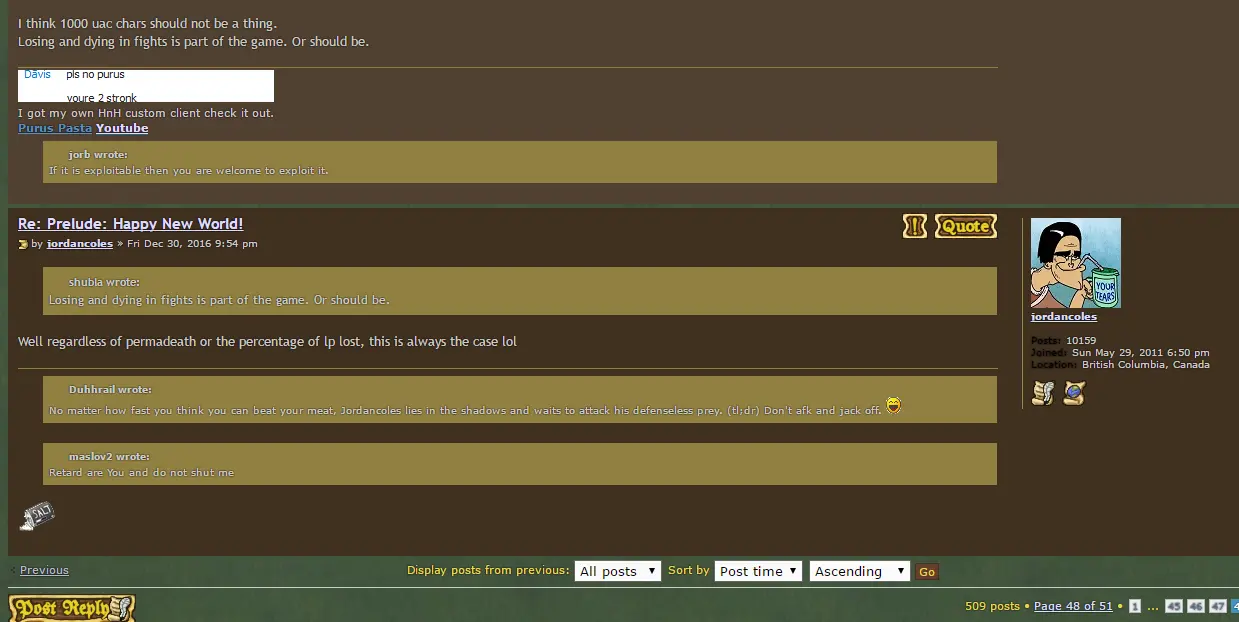 I think 1000 uac chars should not be a thing.
Losing and dying in fights is part of the game. Or should be.
Davis pls no purus
youre 2 stronk
I got my own HnH custom client check it out.
Purus Pasta Youtube
jorb wrote:
If it is exploitable then you are welcome to exploit it.
Re: Prelude: Happy New World!
! Quote
by jordancoles » Fri Dec 30, 2016 9:54 pm
shubla wrote:
Losing and dying in fights is part of the game. Or should be.
Well regardless of permadeath or the percentage of lp lost, this is always the case lol
Duhhrail wrote:
No matter how fast you think you can beat your meat, Jordancoles lies in the shadows and waits to attack his defenseless prey. (tl;dr) Don't afk and jack off.
maslov2 wrote:
Retard are You and do not shut me
SALT
YOUR
TEARS
jordancoles
Posts: 10159
Joined: Sun May 29, 2011 6:50 pm
Location: British Columbia, Canada
Previous
Display posts from previous: All posts Sort by Post time Ascending Go
Post Reply
509 posts • Page 48 of 51 • 1 ... 45 46 47 4